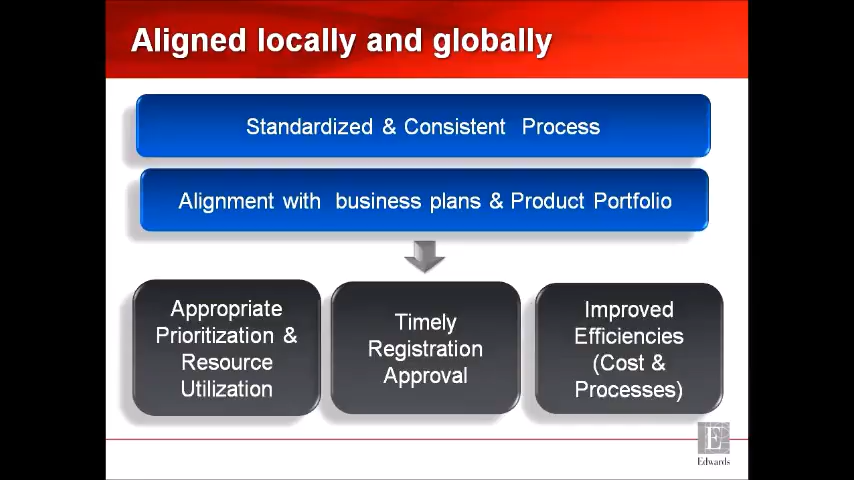 Aligned locally and globally
Standardized & Consistent Process
Alignment with business plans & Product Portfolio
Appropriate
Prioritization &
Resource
Utilization
Timely
Registration
Approval
Improved
Efficiencies
(Cost &
Processes)
E
Edwards